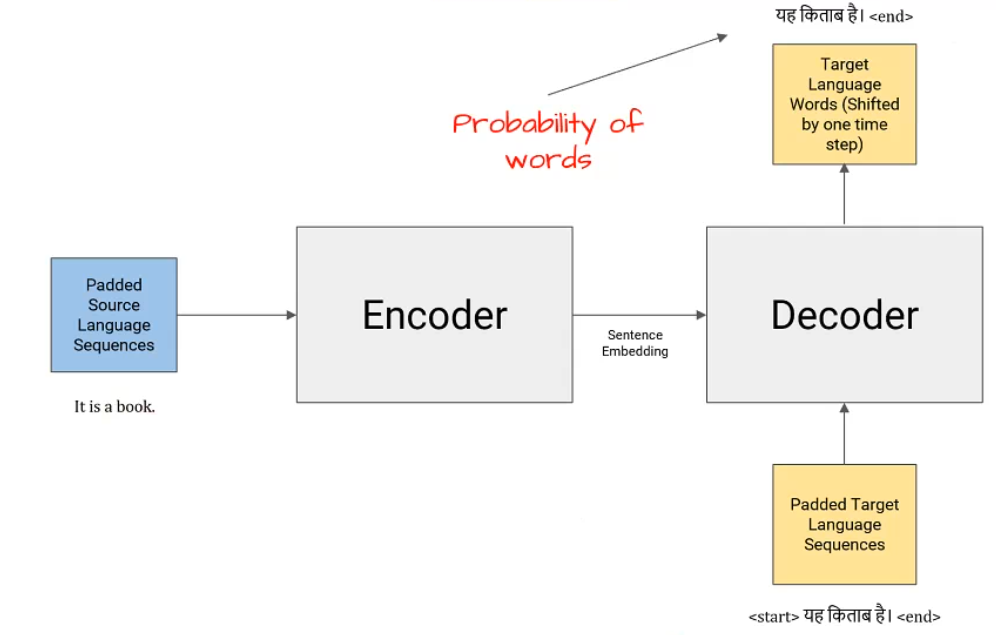 यह किताब है। <end>
Target
Language
Words (Shifted
by one time
step)
Probability of
words
Padded
Source
Language
Sequences
Encoder
Sentence
Embedding
Decoder
It is a book.
Padded Target
Language
Sequences
<start> यह किताब है। <end>